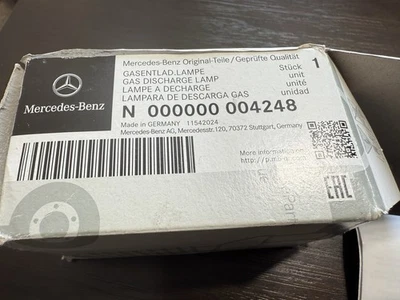 Mercedes-Benz Original-Teile/Geprüfte Qualität
GASENTLAD.LAMPE
GAS DISCHARGE LAMP
LAMPE A DECHARGE
LAMPARA DE DESCARGA GAS
Stück
unit
unité
unidad
1
Mercedes-Benz
N 000000 004248
Made in GERMANY 11542024
Mercedes-Benz AG, Mercedesstr.120, 70372 Stuttgart, Germany
More information
EAC